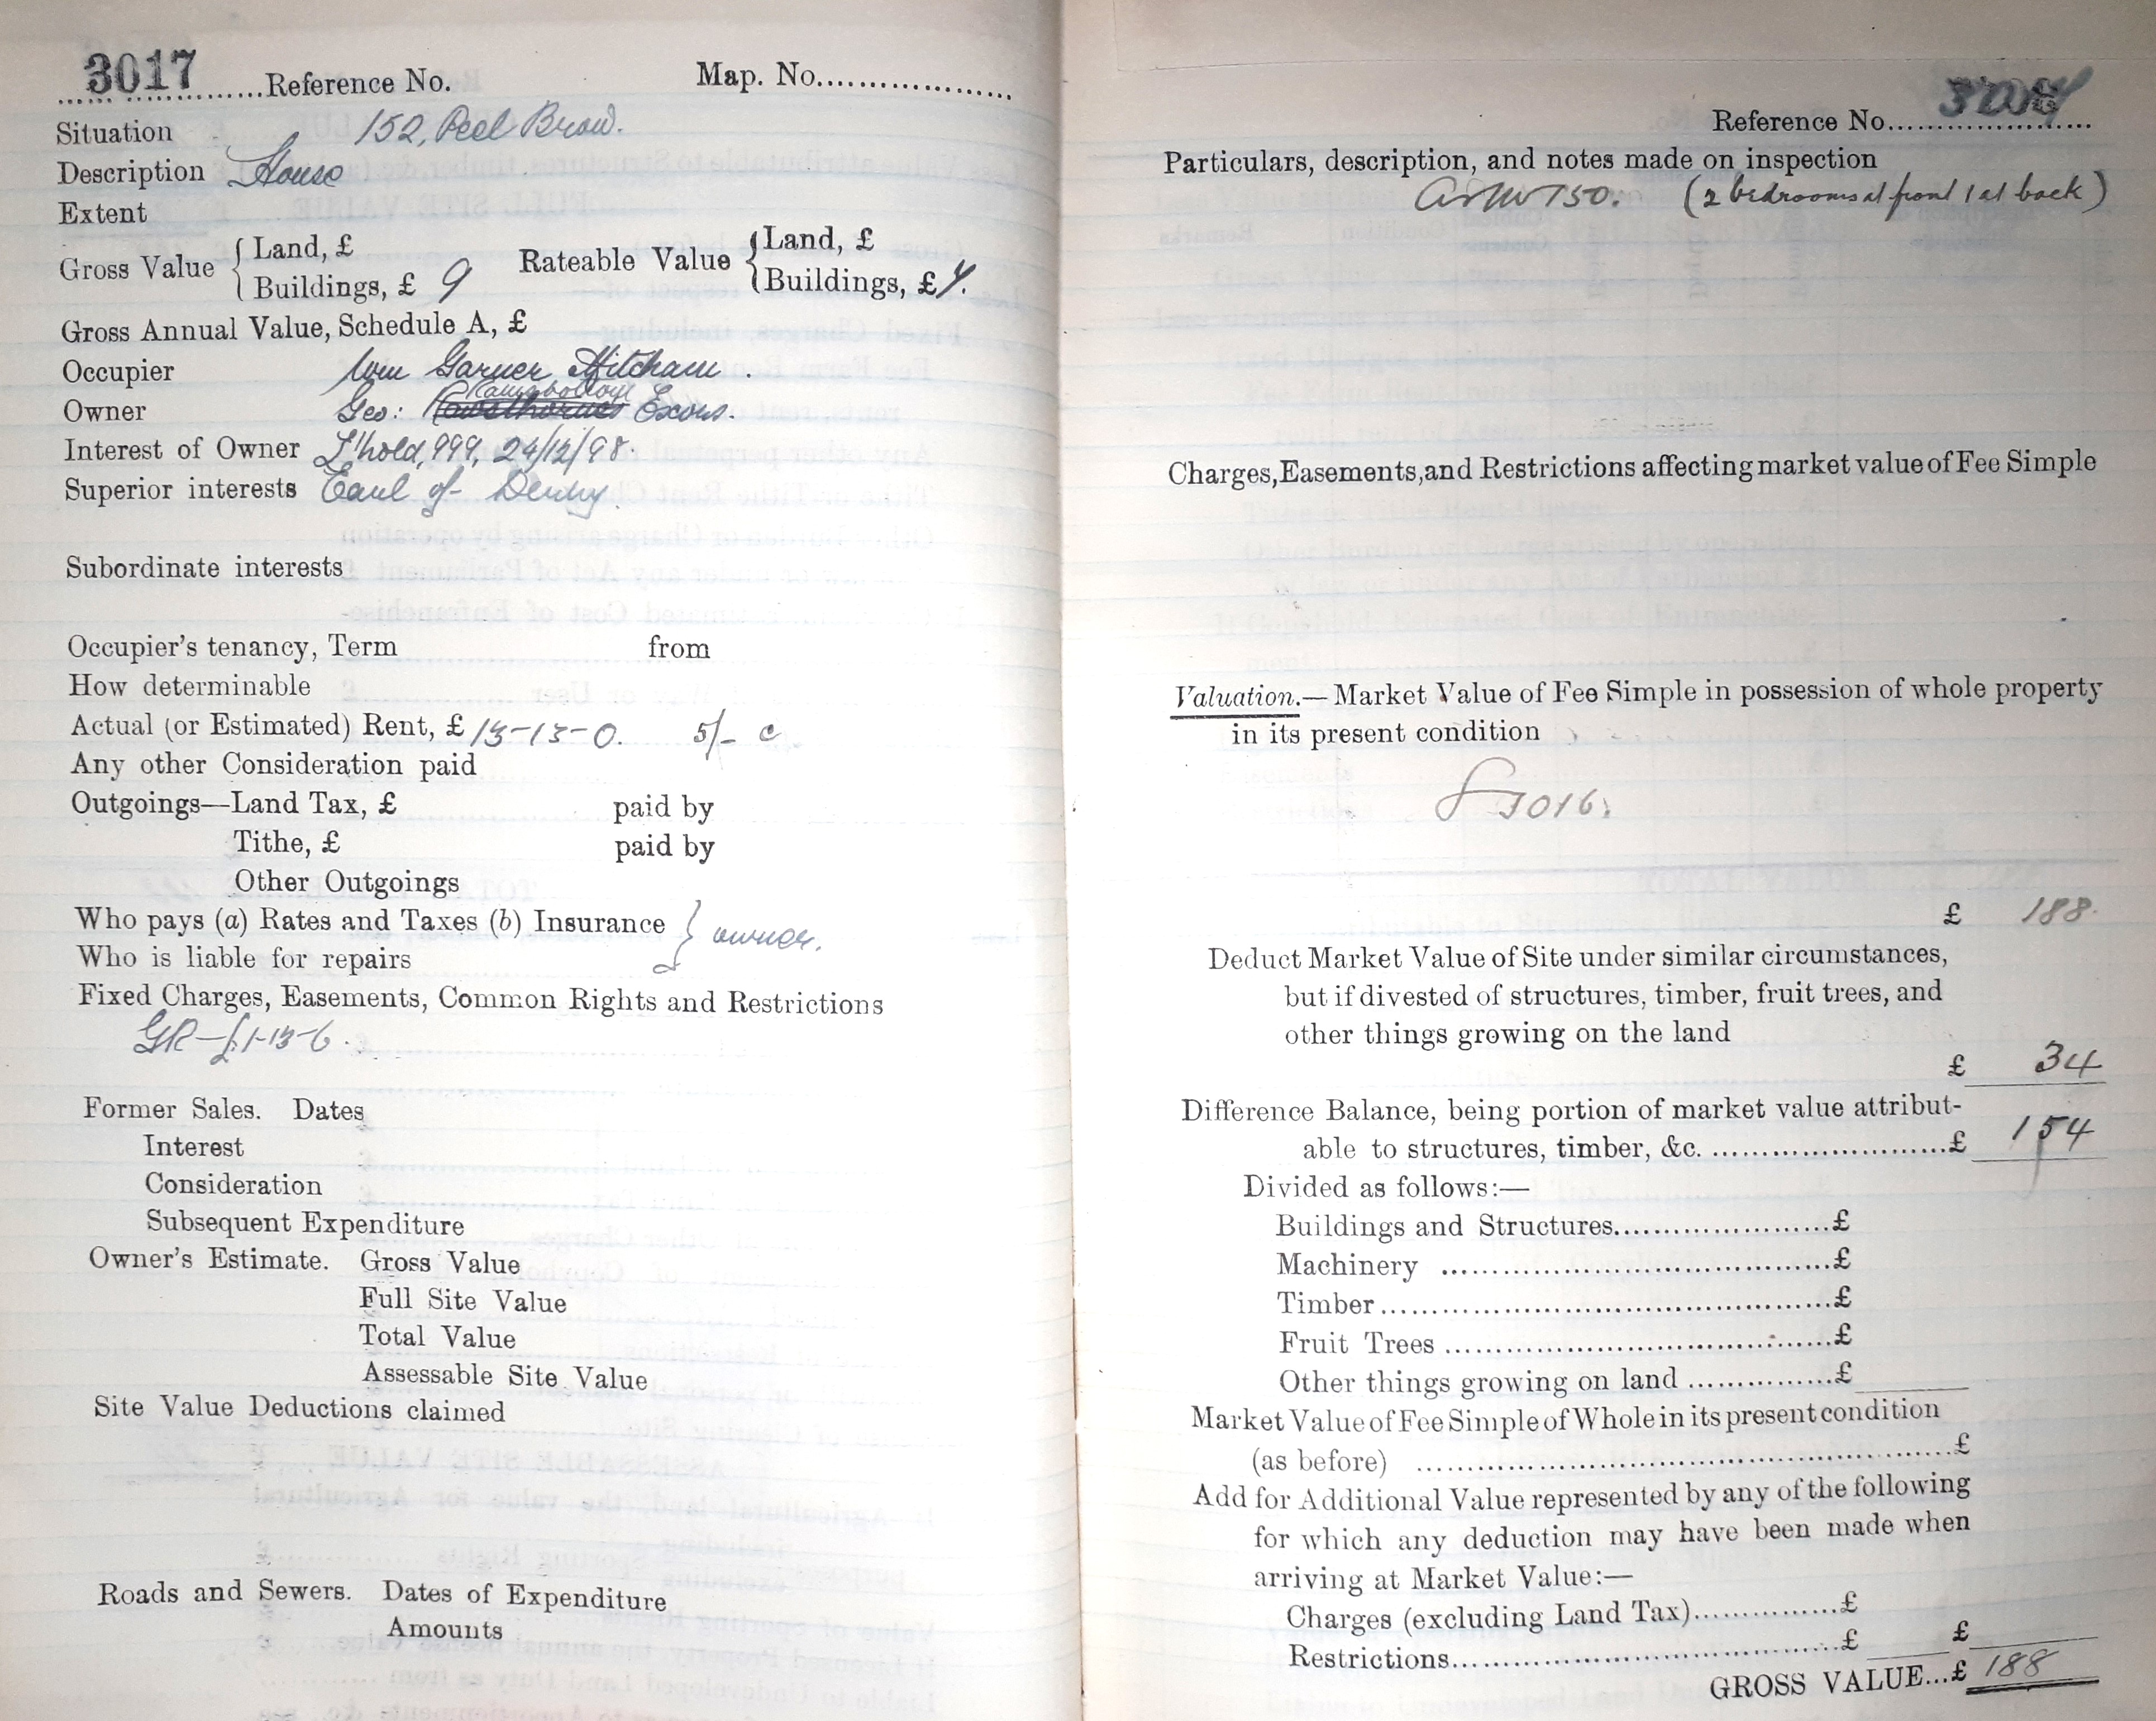 3017 Reference No. Map. No.
Situation 152, Peel Brow.
Description House
Extent
Gross Value { Land, £ Rateable Value { Land, £
Buildings, £ 9 Buildings, £
Gross Annual Value, Schedule A, £
Occupier Wm Garner Mitcham.
Owner Geo: Ramsbottom Exors.
Interest of Owner L'hold, 999, 24/12/98.
Superior interests Earl of Derby.
Subordinate interests
Occupier's tenancy, Term from
How determinable
Actual (or Estimated) Rent, £ 13-13-0. 5/- c
Any other Consideration paid
Outgoings—Land Tax, £ paid by
Tithe, £ paid by
Other Outgoings
Who pays (a) Rates and Taxes (b) Insurance } owner.
Who is liable for repairs
Fixed Charges, Easements, Common Rights and Restrictions
GR-£1-13-6.
Former Sales. Dates
Interest
Consideration
Subsequent Expenditure
Owner's Estimate. Gross Value
Full Site Value
Total Value
Assessable Site Value
Site Value Deductions claimed
Roads and Sewers. Dates of Expenditure
Amounts
Reference No.
Particulars, description, and notes made on inspection
150. (2 bedrooms at front 1 at back)
Charges, Easements, and Restrictions affecting market value of Fee Simple
Valuation.—Market Value of Fee Simple in possession of whole property
in its present condition
3016.
£ 188.
Deduct Market Value of Site under similar circumstances,
but if divested of structures, timber, fruit trees, and
other things growing on the land
£ 34
Difference Balance, being portion of market value attribut-
able to structures, timber, &c. £ 154
Divided as follows:—
Buildings and Structures £
Machinery £
Timber £
Fruit Trees £
Other things growing on land £
Market Value of Fee Simple of Whole in its present condition
(as before) £
Add for Additional Value represented by any of the following
for which any deduction may have been made when
arriving at Market Value:—
Charges (excluding Land Tax) £
Restrictions £ £
GROSS VALUE...£ 188